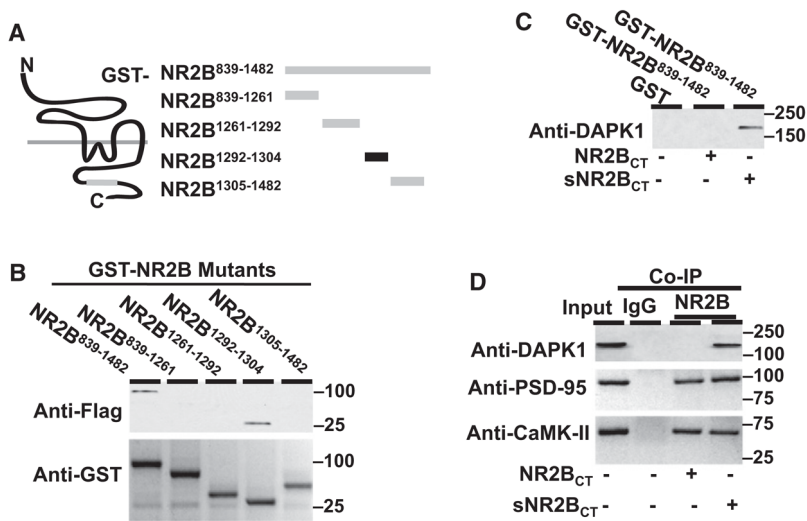 A
N
C
GST- NR2B839-1482
NR2B839-1261
NR2B1261-1292
NR2B1292-1304
NR2B1305-1482
B
GST-NR2B Mutants
NR2B839-1482
NR2B839-1261
NR2B1261-1292
NR2B1292-1304
NR2B1305-1482
Anti-Flag
–100
–25
Anti-GST
–100
–25
C
GST
GST-NR2B839-1482
GST-NR2B839-1482
Anti-DAPK1
–250
–150
NR2BCT - + -
sNR2BCT - - +
D
Co-IP
Input IgG NR2B
Anti-DAPK1
–250
–100
Anti-PSD-95
–100
–75
Anti-CaMK-II
–75
–25
NR2BCT - - + -
sNR2BCT - - - +